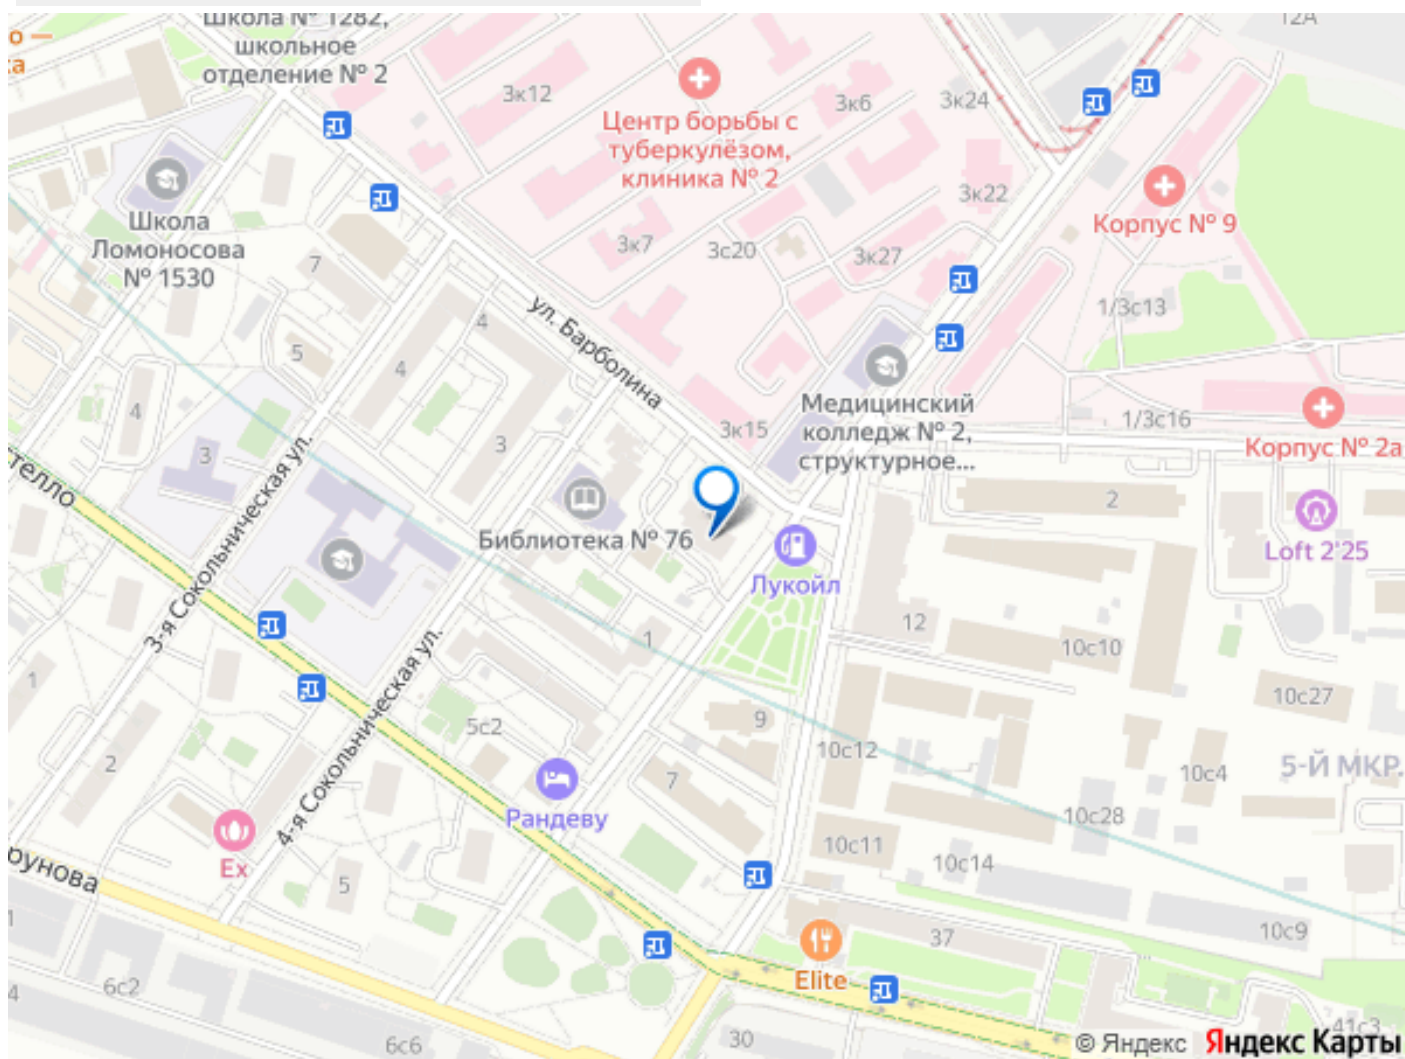 Школа № 1282,
школьное
отделение № 2
12А
3к12
3к6
3к24
Центр борьбы с
туберкулёзом,
клиника № 2
Школа
Ломоносова
№ 1530
3к22
Корпус № 9
7
3к7
3с20
3к27
1/3с13
ул. Барболина
4
5
4
4
3к15
Медицинский
колледж № 2,
структурное...
1/3с16
Корпус № 2а
3
3
3-я Сокольническая ул.
Библиотека № 76
2
Loft 2'25
Лукойл
1
12
10с10
1
4-я Сокольническая ул.
5с2
9
10с27
10с12
2
7
10с4
5-Й МКР.
Рандеву
10с28
Ex
10с11
10с14
5
37
10с9
Elite
6с2
4
6с6
30
41с3
© Яндекс Яндекс Карты